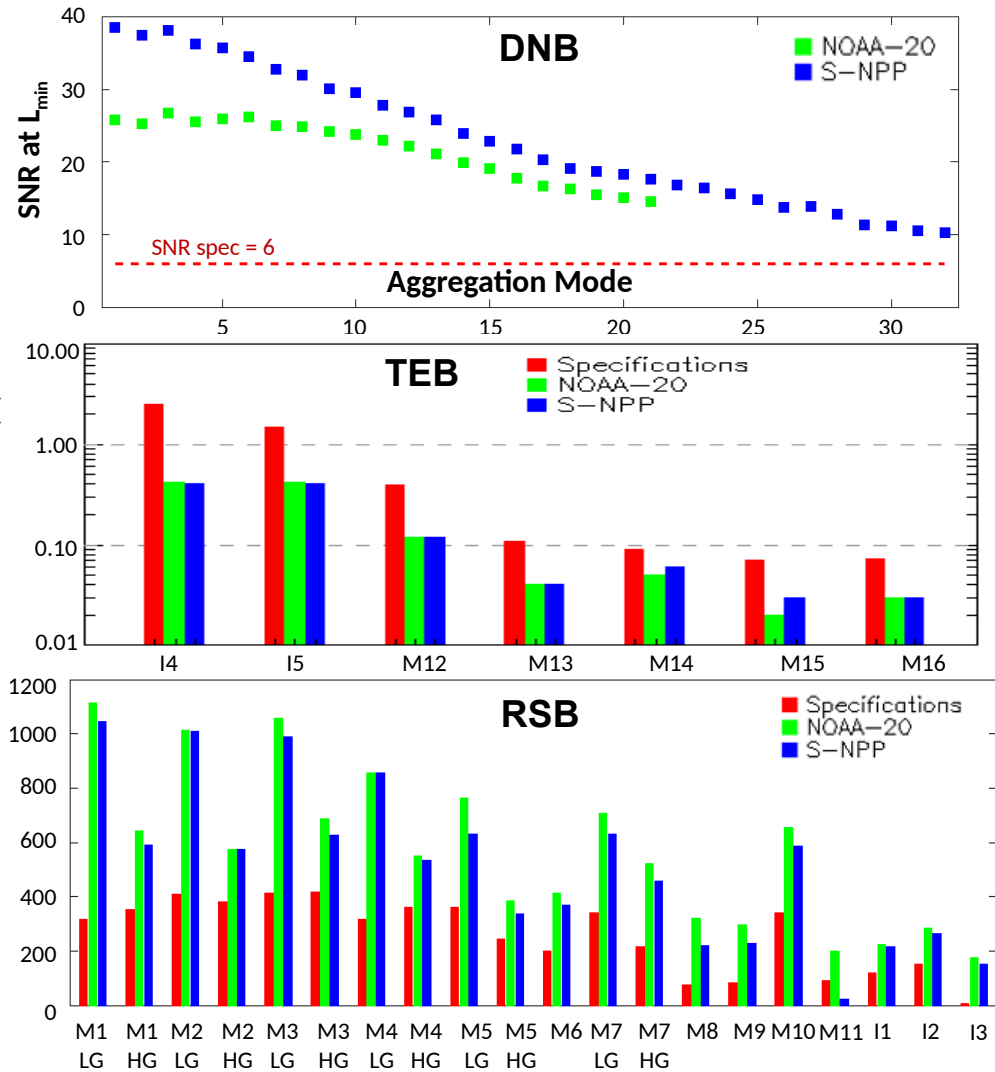 40
30
20
10
0
SNR at Lmin
DNB
NOAA-20
S-NPP
SNR spec = 6
Aggregation Mode
5 10 15 20 25 30
10.00
1.00
0.10
0.01
TEB
Specifications
NOAA-20
S-NPP
I4 I5 M12 M13 M14 M15 M16
1200
1000
800
600
400
200
0
RSB
Specifications
NOAA-20
S-NPP
M1 M1 M2 M2 M3 M3 M4 M4 M5 M5 M6 M7 M7 M8 M9 M10 M11 I1 I2 I3
LG HG LG HG LG HG LG HG LG HG LG HG